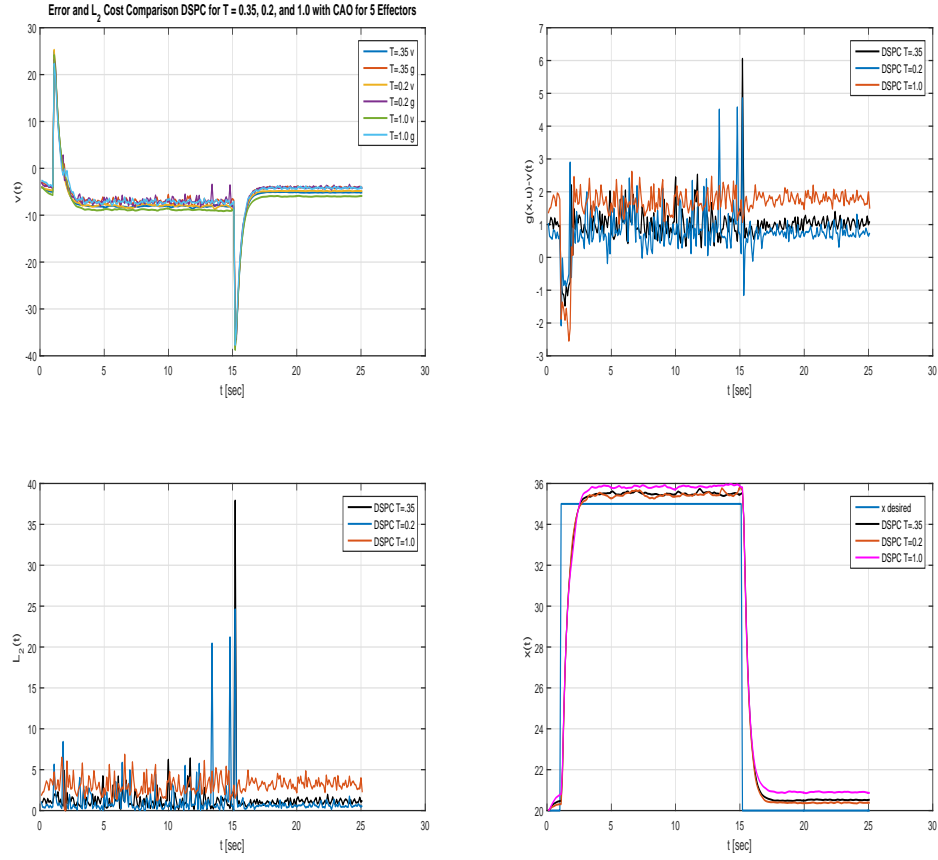 Error and L2 Cost Comparison DSPC for T = 0.35, 0.2, and 1.0 with CAO for 5 Effectors
30
20
10
0
-10
-20
-30
-40
v(t)
0 5 10 15 20 25 30
t [sec]
T=.35 v
T=.35 g
T=0.2 v
T=0.2 g
T=1.0 v
T=1.0 g
7
6
5
4
3
2
1
0
-1
-2
-3
g(x,u)-v(t)
0 5 10 15 20 25 30
t [sec]
DSPC T=.35
DSPC T=0.2
DSPC T=1.0
40
35
30
25
20
15
10
5
0
L2(t)
0 5 10 15 20 25 30
t [sec]
DSPC T=.35
DSPC T=0.2
DSPC T=1.0
36
34
32
30
28
26
24
22
20
x(t)
0 5 10 15 20 25 30
t [sec]
x desired
DSPC T=.35
DSPC T=0.2
DSPC T=1.0